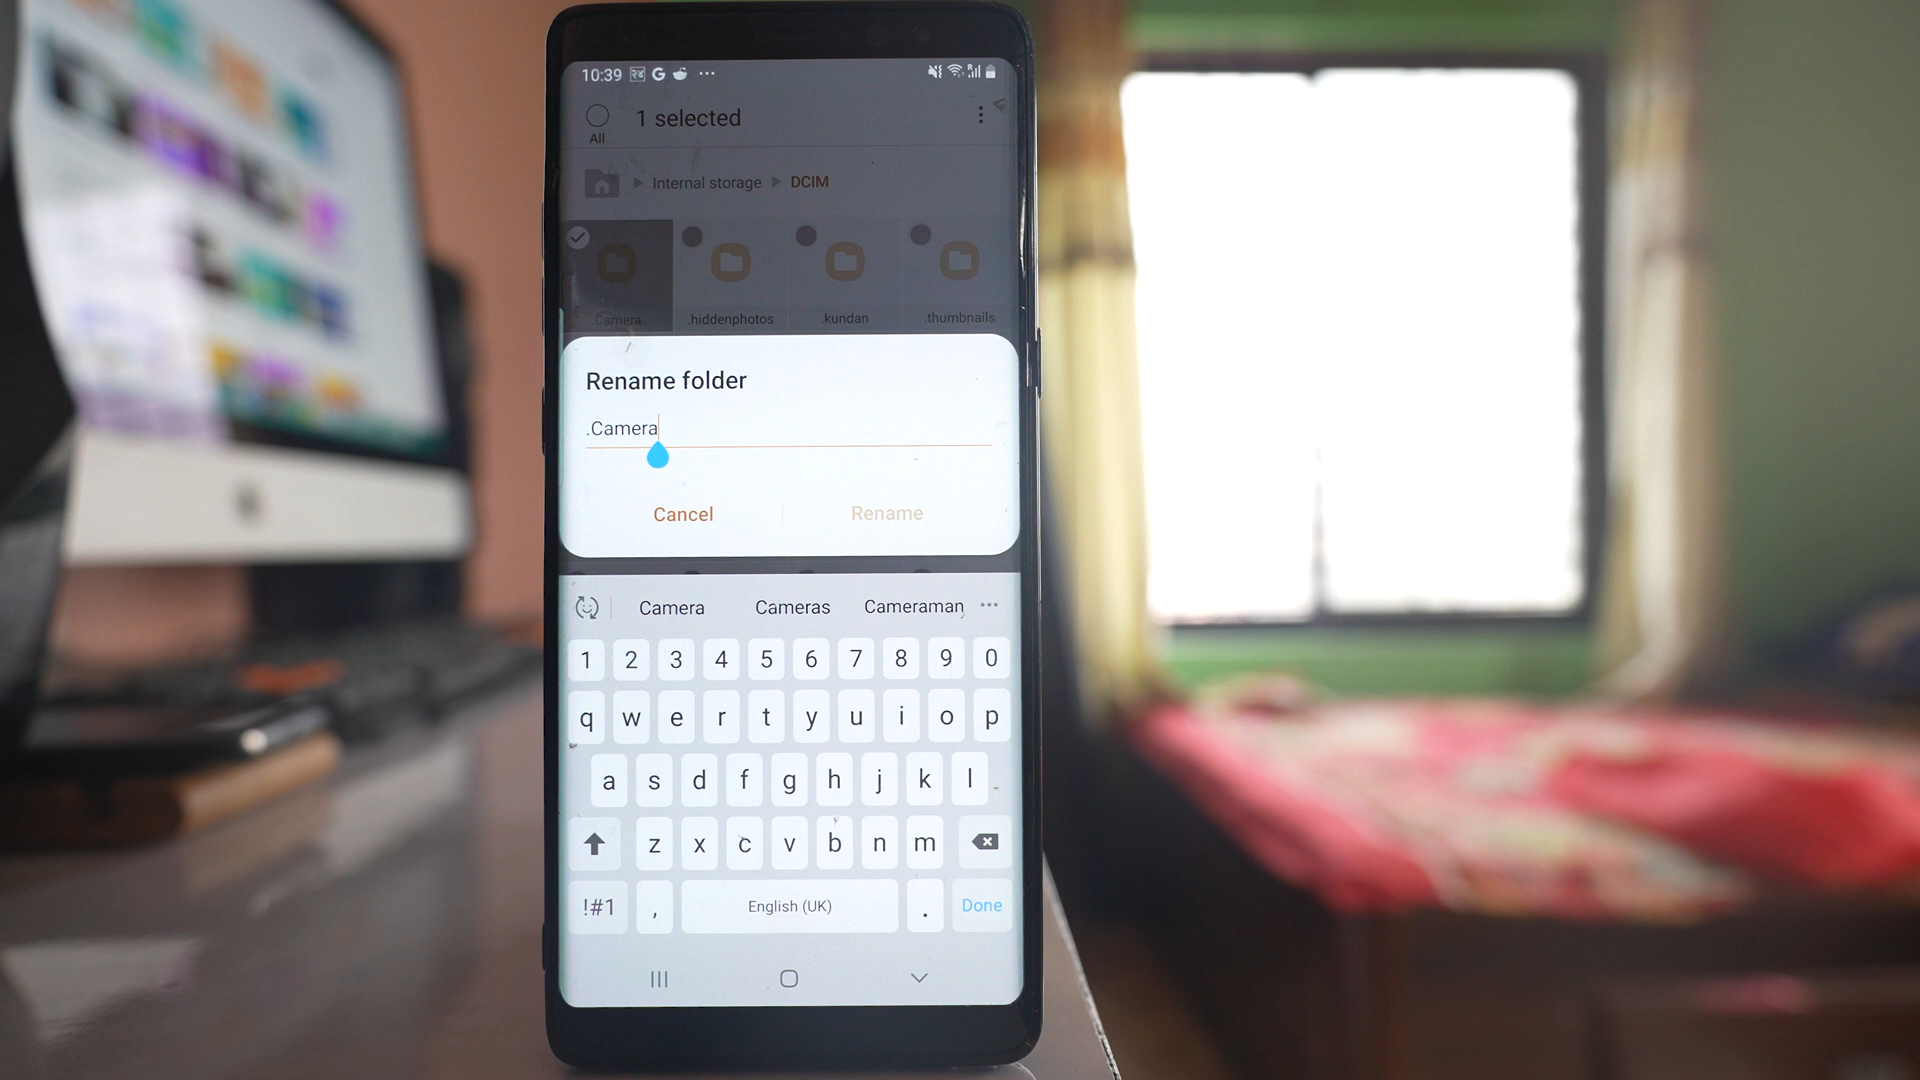 10:39 २४ G
1 selected
All
Internal storage DCIM
.Camera .hiddenphotos .kundan .thumbnails
Rename folder
.Camera
Cancel Rename
Camera Cameras Cameraman
1 2 3 4 5 6 7 8 9 0
q w e r t y u i o p
a s d f g h j k l
z x c v b n m
!#1 , English (UK) . Done